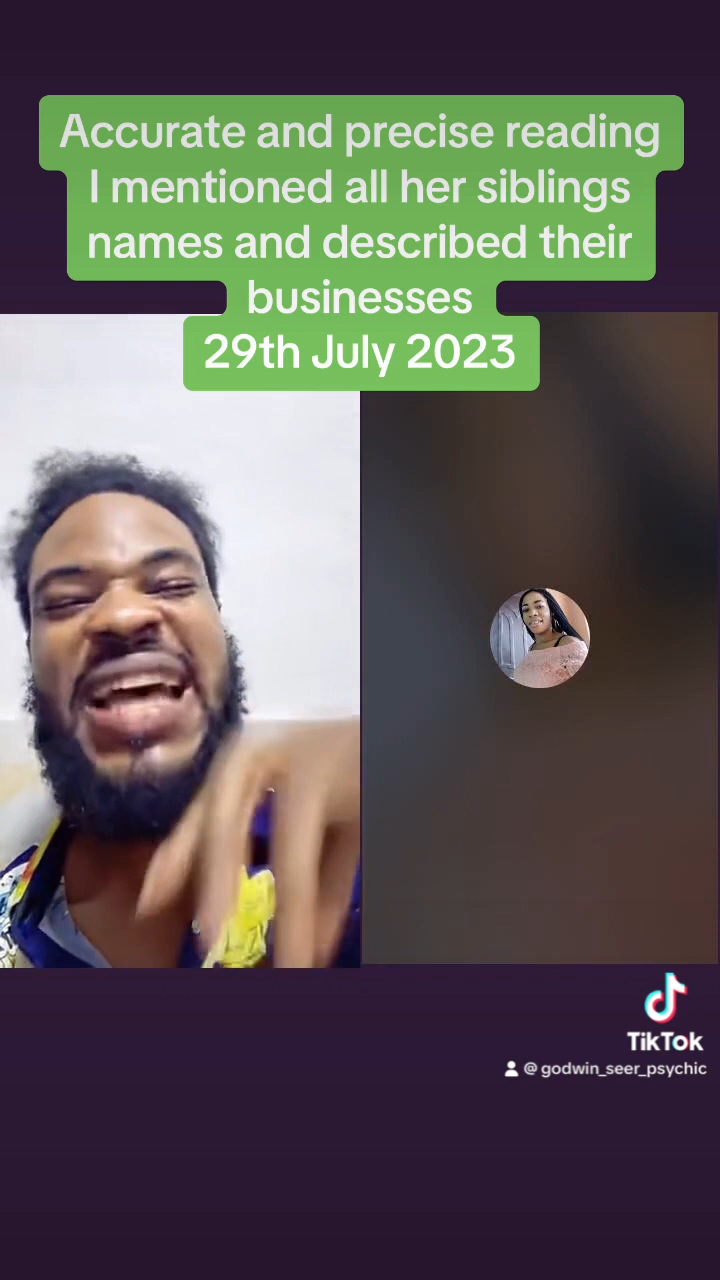 Accurate and precise reading
I mentioned all her siblings
names and described their
businesses
29th July 2023
TikTok
@godwin_seer_psychic